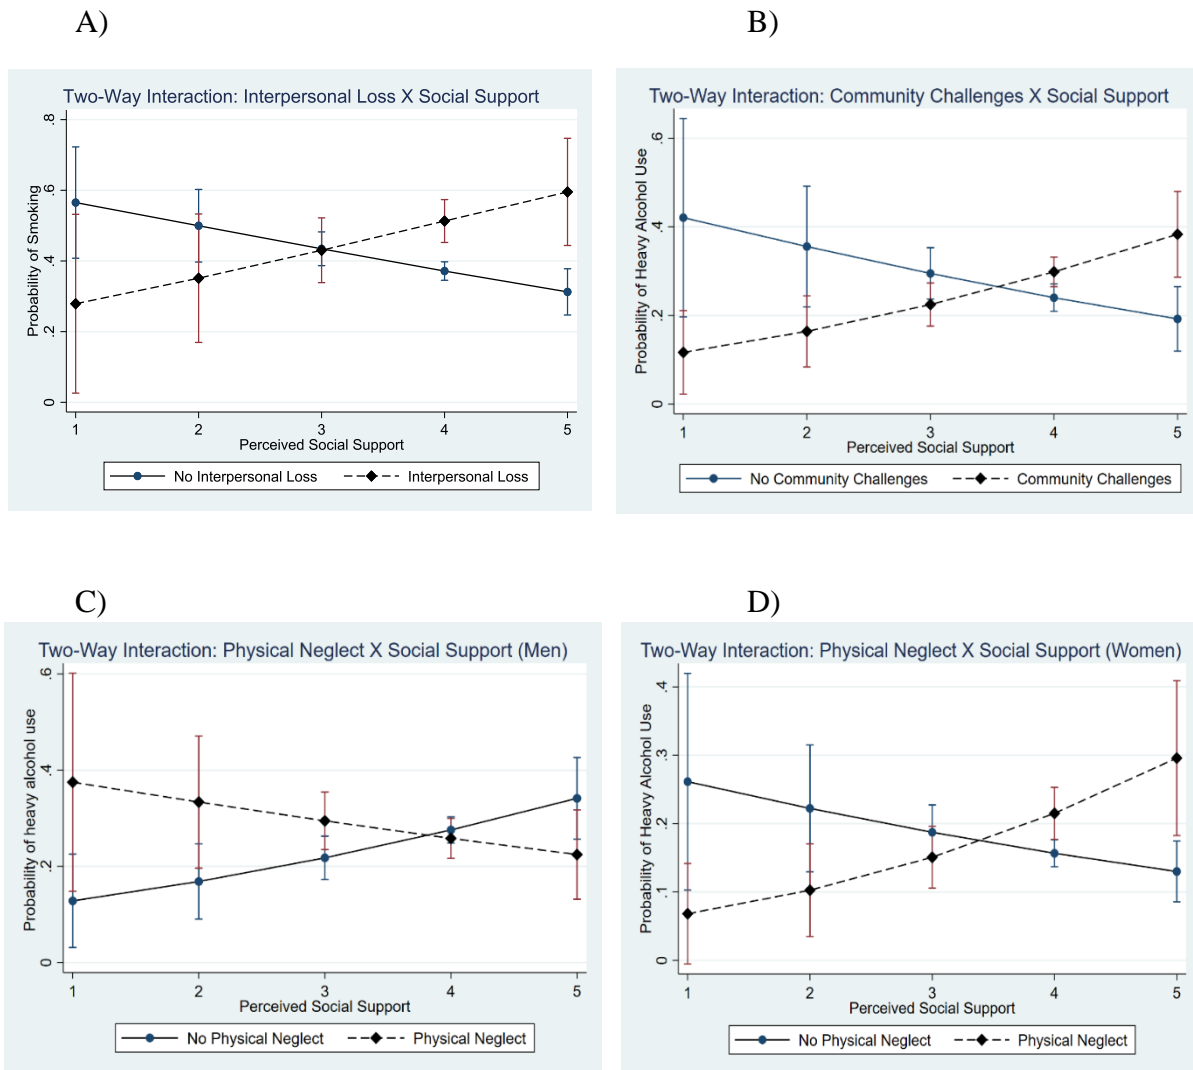 A)
B)
Two-Way Interaction: Interpersonal Loss X Social Support
Probability of Smoking
.8
.6
.4
.2
0
1 2 3 4 5
Perceived Social Support
No Interpersonal Loss Interpersonal Loss
Two-Way Interaction: Community Challenges X Social Support
Probability of Heavy Alcohol Use
.6
.4
.2
0
1 2 3 4 5
Perceived Social Support
No Community Challenges Community Challenges
C)
D)
Two-Way Interaction: Physical Neglect X Social Support (Men)
Probability of heavy alcohol use
.6
.4
.2
0
1 2 3 4 5
Perceived Social Support
No Physical Neglect Physical Neglect
Two-Way Interaction: Physical Neglect X Social Support (Women)
Probability of Heavy Alcohol Use
.4
.3
.2
.1
0
1 2 3 4 5
Perceived Social Support
No Physical Neglect Physical Neglect